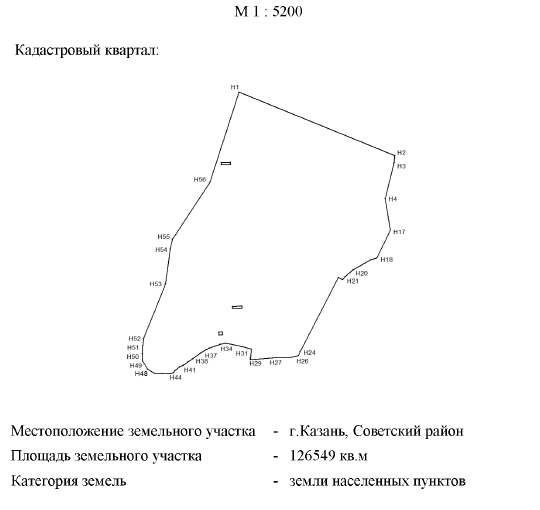 М 1 : 5200
Кадастровый квартал:
Н1
Н2
Н3
Н56
Н4
Н17
Н55
Н54
Н18
Н20
Н21
Н53
Н52
Н51
Н50
Н49
Н48
Н44
Н41
Н38
Н37
Н34
Н31
Н29
Н27
Н26
Н24
Местоположение земельного участка - г.Казань, Советский район
Площадь земельного участка - 126549 кв.м
Категория земель - земли населенных пунктов